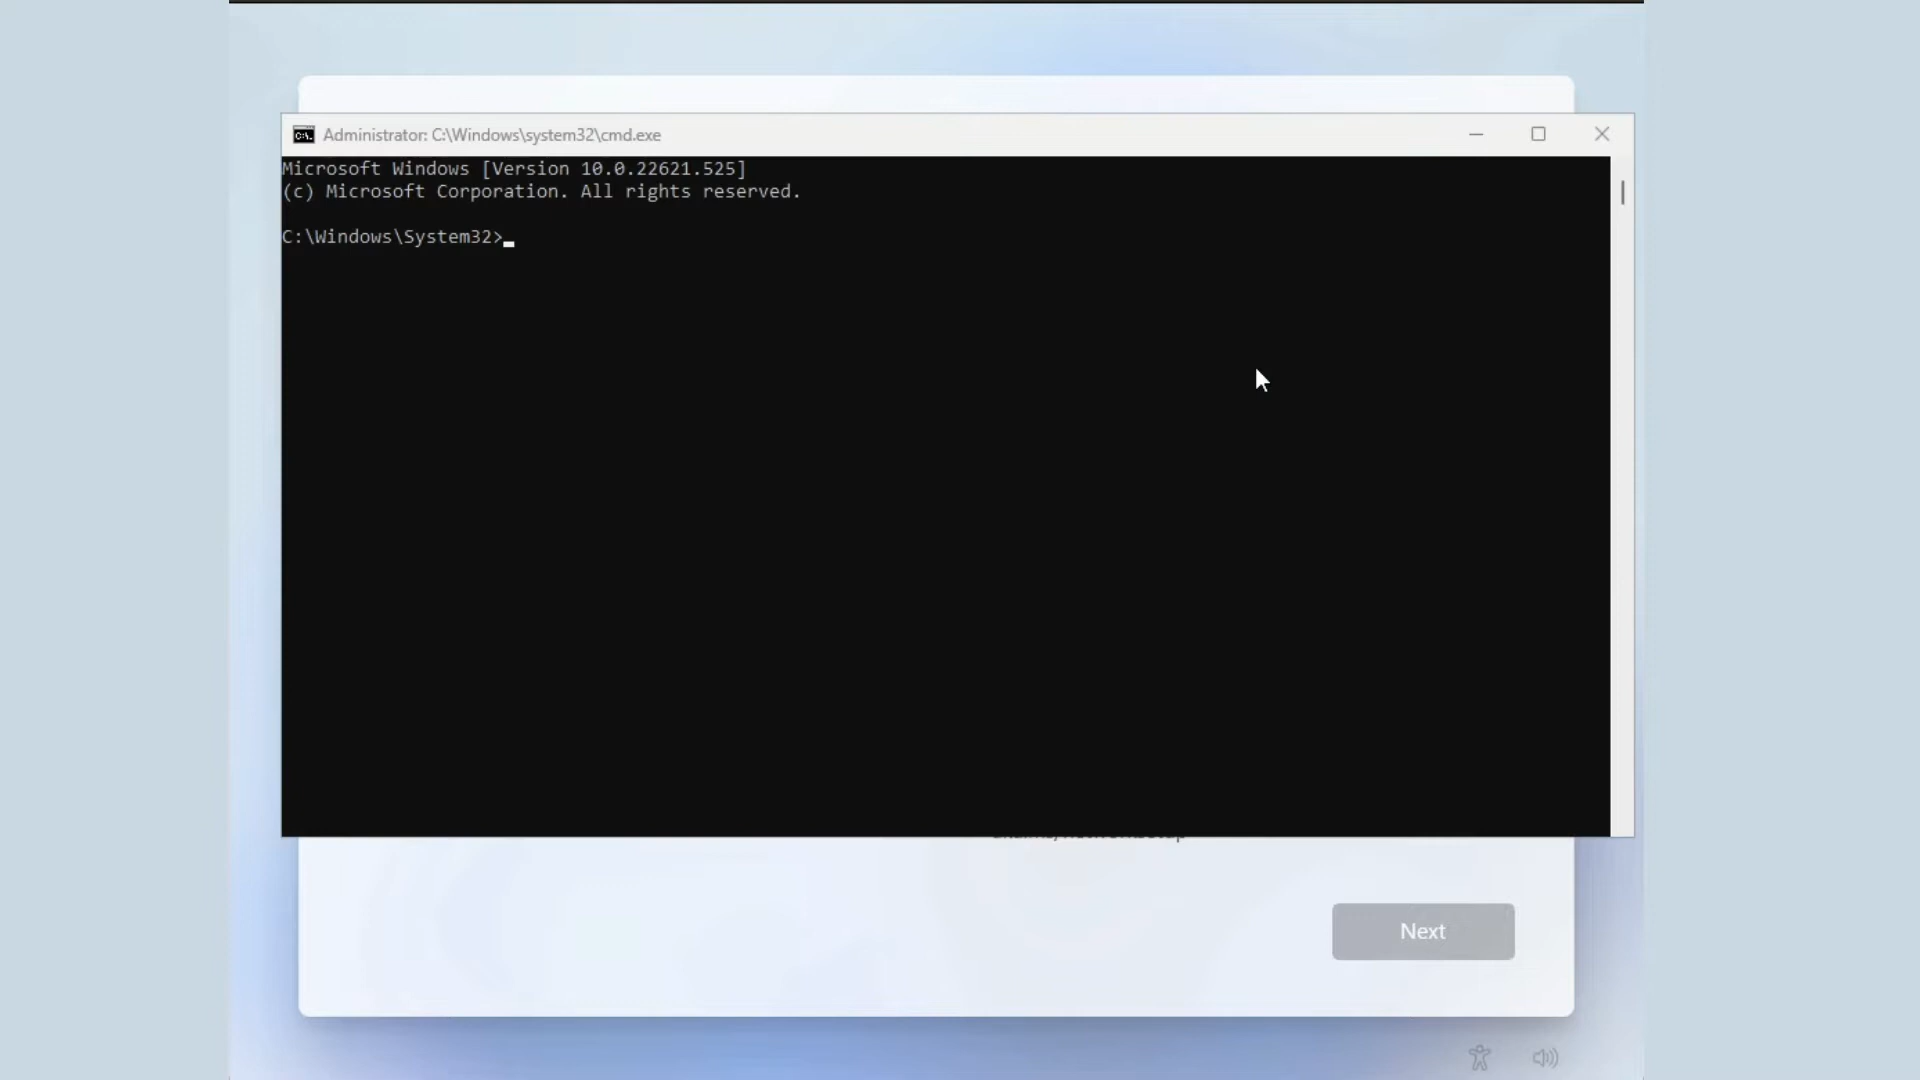 Administrator: C:\Windows\system32\cmd.exe
Microsoft Windows [Version 10.0.22621.525]
(c) Microsoft Corporation. All rights reserved.
C:\Windows\System32>
Next